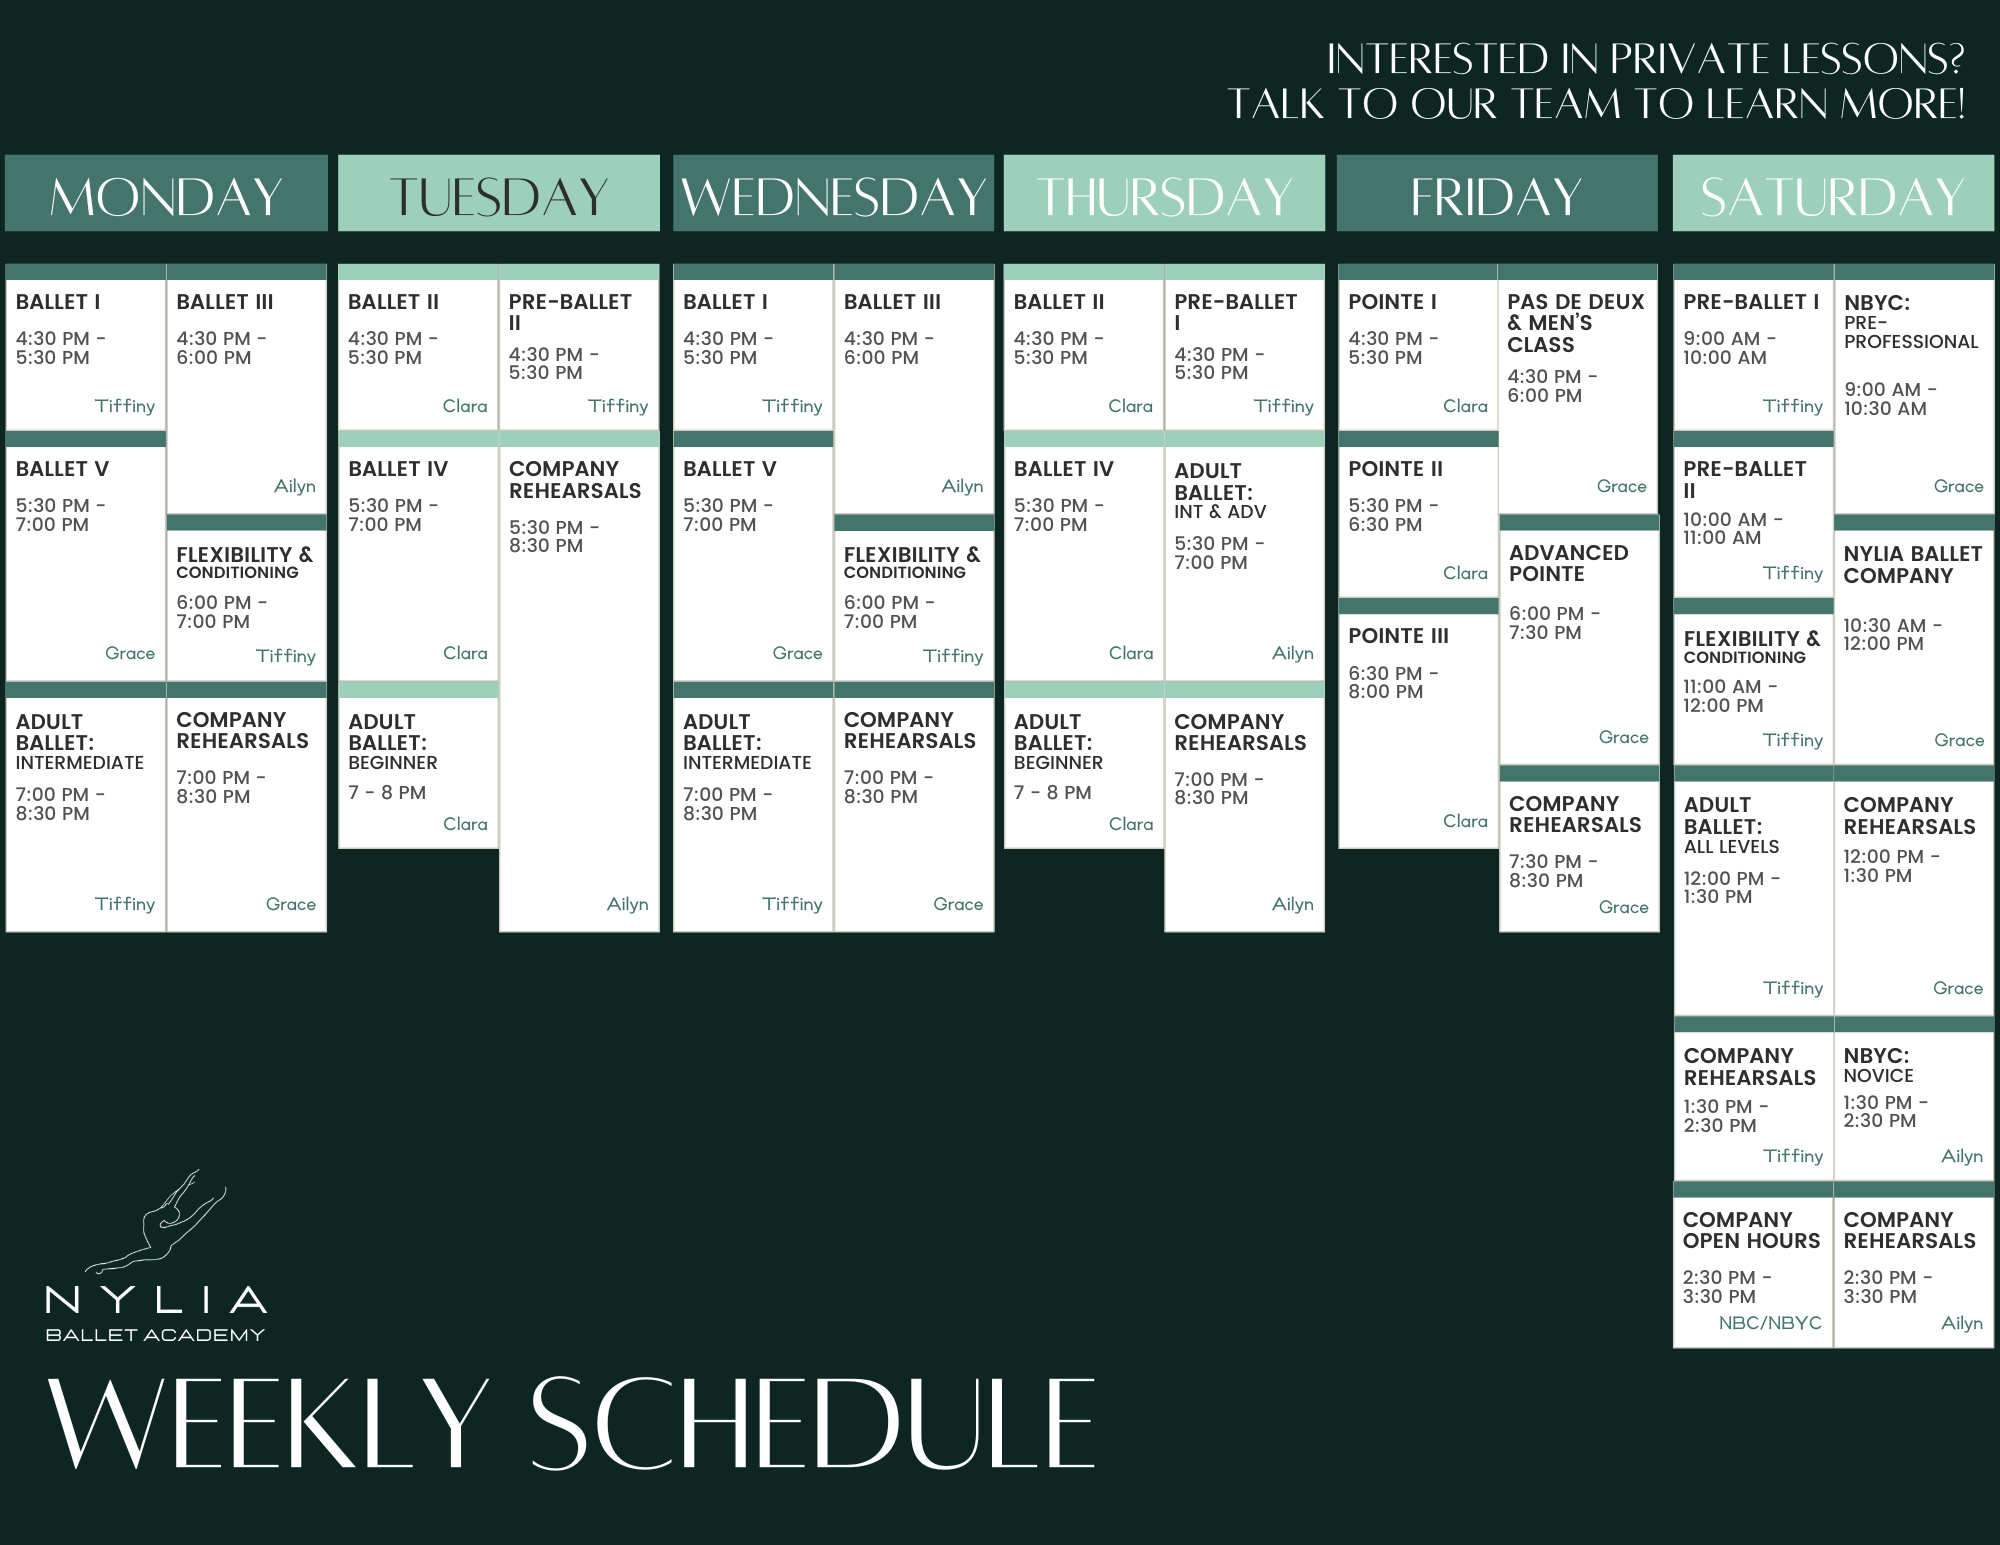 INTERESTED IN PRIVATE LESSONS?
TALK TO OUR TEAM TO LEARN MORE!
MONDAY
BALLET I
4:30 PM -
5:30 PM
Tiffiny
BALLET V
5:30 PM -
7:00 PM
Grace
ADULT
BALLET:
INTERMEDIATE
7:00 PM -
8:30 PM
Tiffiny
BALLET III
4:30 PM -
6:00 PM
Ailyn
FLEXIBILITY &
CONDITIONING
6:00 PM -
7:00 PM
Tiffiny
COMPANY
REHEARSALS
7:00 PM -
8:30 PM
Grace
TUESDAY
BALLET II
4:30 PM -
5:30 PM
Clara
BALLET IV
5:30 PM -
7:00 PM
Clara
ADULT
BALLET:
BEGINNER
7 - 8 PM
Clara
PRE-BALLET
II
4:30 PM -
5:30 PM
Tiffiny
COMPANY
REHEARSALS
5:30 PM -
8:30 PM
Ailyn
WEDNESDAY
BALLET I
4:30 PM -
5:30 PM
Tiffiny
BALLET V
5:30 PM -
7:00 PM
Grace
ADULT
BALLET:
INTERMEDIATE
7:00 PM -
8:30 PM
Tiffiny
BALLET III
4:30 PM -
6:00 PM
Ailyn
FLEXIBILITY &
CONDITIONING
6:00 PM -
7:00 PM
Tiffiny
COMPANY
REHEARSALS
7:00 PM -
8:30 PM
Grace
THURSDAY
BALLET II
4:30 PM -
5:30 PM
Clara
BALLET IV
5:30 PM -
7:00 PM
Clara
ADULT
BALLET:
BEGINNER
7 - 8 PM
Clara
PRE-BALLET
I
4:30 PM -
5:30 PM
Tiffiny
ADULT
BALLET:
INT & ADV
5:30 PM -
7:00 PM
Ailyn
COMPANY
REHEARSALS
7:00 PM -
8:30 PM
Ailyn
FRIDAY
POINTE I
4:30 PM -
5:30 PM
Clara
POINTE II
5:30 PM -
6:30 PM
Clara
POINTE III
6:30 PM -
8:00 PM
Clara
PAS DE DEUX
& MEN'S
CLASS
4:30 PM -
6:00 PM
Grace
ADVANCED
POINTE
6:00 PM -
7:30 PM
Grace
COMPANY
REHEARSALS
7:30 PM -
8:30 PM
Grace
SATURDAY
PRE-BALLET I
9:00 AM -
10:00 AM
Tiffiny
PRE-BALLET
II
10:00 AM -
11:00 AM
Tiffiny
FLEXIBILITY &
CONDITIONING
11:00 AM -
12:00 PM
Tiffiny
ADULT
BALLET:
ALL LEVELS
12:00 PM -
1:30 PM
Tiffiny
COMPANY
REHEARSALS
1:30 PM -
2:30 PM
Tiffiny
COMPANY
OPEN HOURS
2:30 PM -
3:30 PM
NBC/NBYC
NBYC:
PRE-
PROFESSIONAL
9:00 AM -
10:30 AM
Grace
NYLIA BALLET
COMPANY
10:30 AM -
12:00 PM
Grace
COMPANY
REHEARSALS
12:00 PM -
1:30 PM
Grace
NBYC:
NOVICE
1:30 PM -
2:30 PM
Ailyn
COMPANY
REHEARSALS
2:30 PM -
3:30 PM
Ailyn
NYLIA
BALLET ACADEMY
WEEKLY SCHEDULE